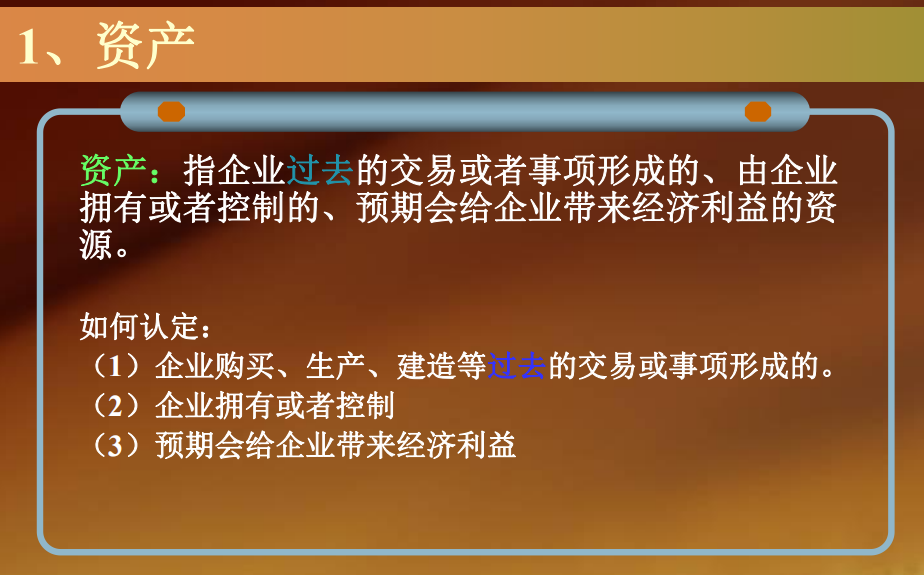 1、资产
资产：指企业过去的交易或者事项形成的、由企业
拥有或者控制的、预期会给企业带来经济利益的资
源。
如何认定：
（1）企业购买、生产、建造等过去的交易或事项形成的。
（2）企业拥有或者控制
（3）预期会给企业带来经济利益